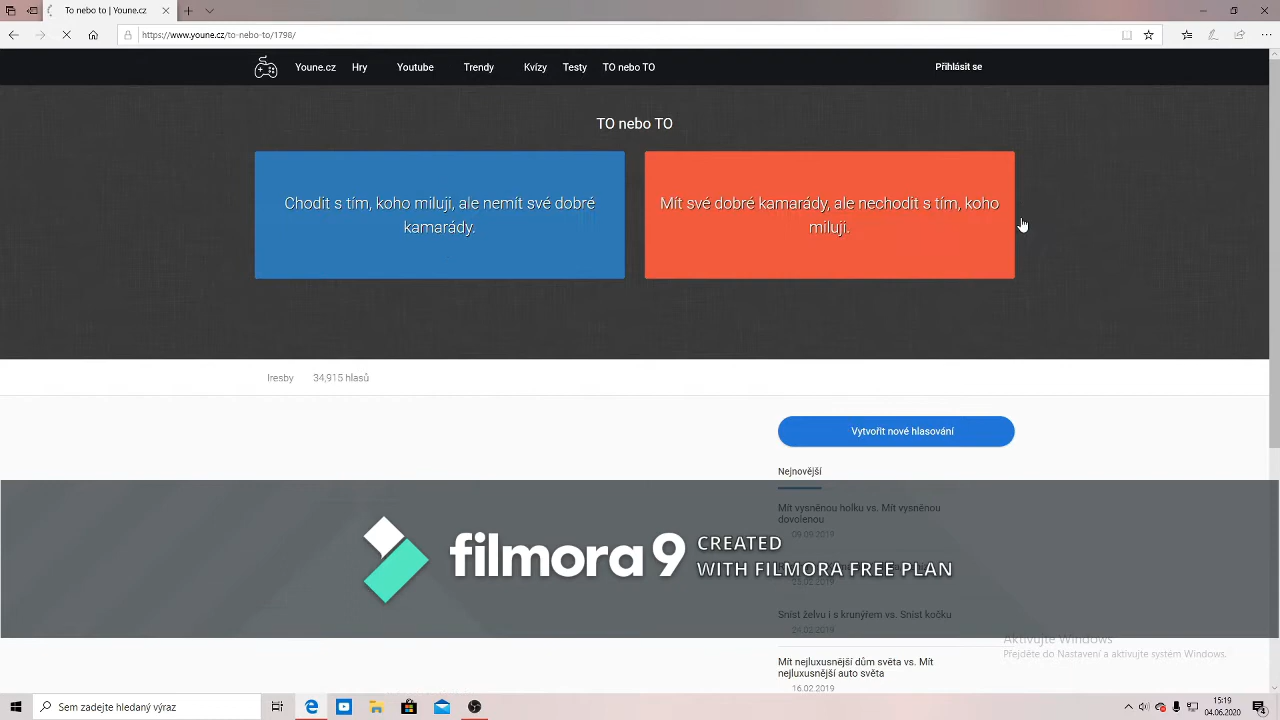 To nebo to | Youne.cz
https://www.youne.cz/to-nebo-to/1798/
Youne.cz Hry Youtube Trendy Kvízy Testy TO nebo TO Přihlásit se
TO nebo TO
Chodit s tím, koho miluji, ale nemít své dobré
kamarády.
Mít své dobré kamarády, ale nechodit s tím, koho
miluji.
Iresby 34,915 hlasů
Vytvořit nové hlasování
Nejnovější
Mít vysněnou holku vs. Mít vysněnou
dovolenou
09.09.2019
filmora 9
CREATED
WITH FILMORA FREE PLAN
Sníst želvu i s krunýřem vs. Sníst kočku
24.02.2019
Aktivujte Windows
Přejděte do Nastavení a aktivujte systém Windows.
Mít nejluxusnější dům světa vs. Mít
nejluxusnější auto světa
16.02.2019
Sem zadejte hledaný výraz
15:19
04.06.2020
4